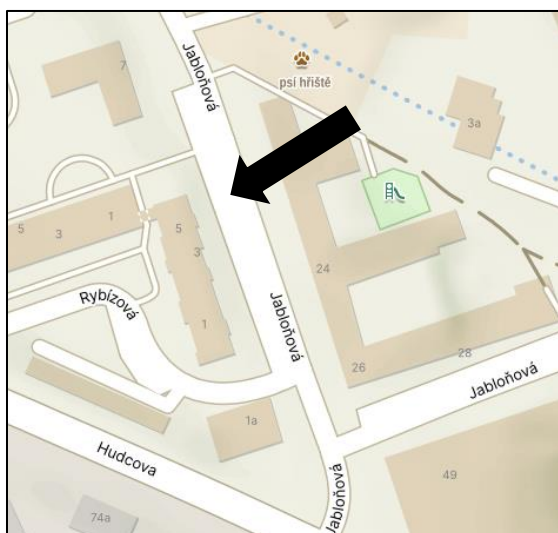 Jabloňová
7
psí hřiště
3a
5
3
1
5
3
1
24
Rybízová
Jabloňová
26
28
Jabloňová
1a
Hudcova
Jabloňová
49
74a